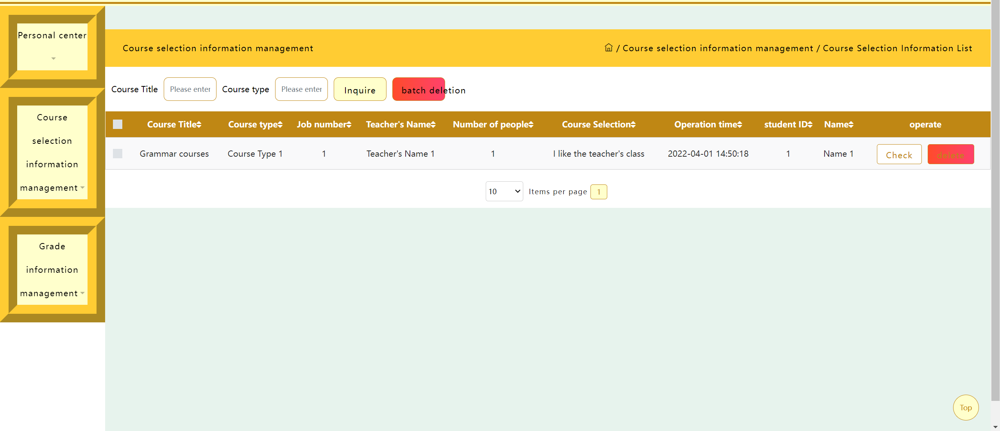 Personal center
Course
selection
information
management
Grade
information
management
Course selection information management
/ Course selection information management / Course Selection Information List
Course Title Please enter Course type Please enter Inquire batch deletion
Course Title Course type Job number Teacher's Name Number of people Course Selection Operation time student ID Name operate
Grammar courses Course Type 1 1 Teacher's Name 1 1 I like the teacher's class 2022-04-01 14:50:18 1 Name 1 Check delete
10 Items per page 1
Top